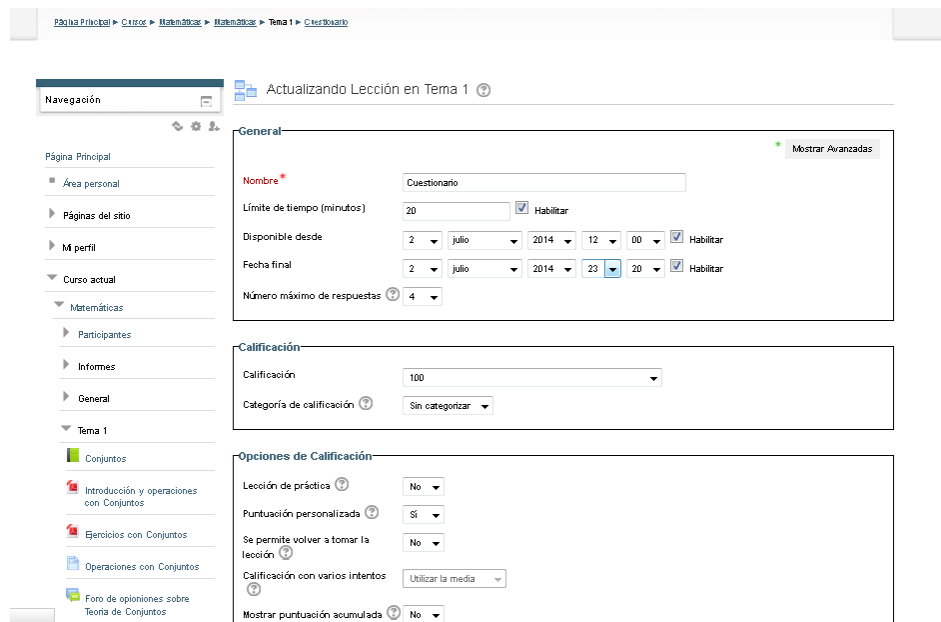 Página Principal ► Cursos ► Matemáticas ► Matemáticas ► Tema 1 ► Cuestionario
Navegación
Página Principal
Área personal
Páginas del sitio
Mi perfil
Curso actual
Matemáticas
Participantes
Informes
General
Tema 1
Conjuntos
Introducción y operaciones
con Conjuntos
Ejercicios con Conjuntos
Operaciones con Conjuntos
Foro de opioniones sobre
Teoria de Conjuntos
Actualizando Lección en Tema 1 ?
General
* Mostrar Avanzadas
Nombre* Cuestionario
Límite de tiempo (minutos) 20 Habilitar
Disponible desde 2 julio 2014 12 00 Habilitar
Fecha final 2 julio 2014 23 20 Habilitar
Número máximo de respuestas ? 4
Calificación
Calificación 100
Categoría de calificación ? Sin categorizar
Opciones de Calificación
Lección de práctica ? No
Puntuación personalizada ? Sí
Se permite volver a tomar la
lección ? No
Calificación con varios intentos
? Utilizar la media
Mostrar puntuación acumulada ? No